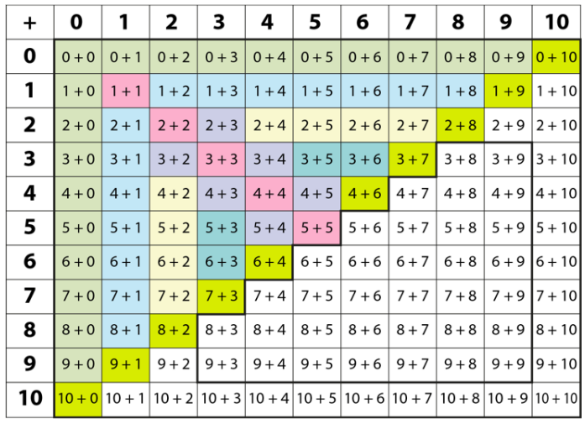 + 0 1 2 3 4 5 6 7 8 9 10
0 0 + 0 0 + 1 0 + 2 0 + 3 0 + 4 0 + 5 0 + 6 0 + 7 0 + 8 0 + 9 0 + 10
1 1 + 0 1 + 1 1 + 2 1 + 3 1 + 4 1 + 5 1 + 6 1 + 7 1 + 8 1 + 9 1 + 10
2 2 + 0 2 + 1 2 + 2 2 + 3 2 + 4 2 + 5 2 + 6 2 + 7 2 + 8 2 + 9 2 + 10
3 3 + 0 3 + 1 3 + 2 3 + 3 3 + 4 3 + 5 3 + 6 3 + 7 3 + 8 3 + 9 3 + 10
4 4 + 0 4 + 1 4 + 2 4 + 3 4 + 4 4 + 5 4 + 6 4 + 7 4 + 8 4 + 9 4 + 10
5 5 + 0 5 + 1 5 + 2 5 + 3 5 + 4 5 + 5 5 + 6 5 + 7 5 + 8 5 + 9 5 + 10
6 6 + 0 6 + 1 6 + 2 6 + 3 6 + 4 6 + 5 6 + 6 6 + 7 6 + 8 6 + 9 6 + 10
7 7 + 0 7 + 1 7 + 2 7 + 3 7 + 4 7 + 5 7 + 6 7 + 7 7 + 8 7 + 9 7 + 10
8 8 + 0 8 + 1 8 + 2 8 + 3 8 + 4 8 + 5 8 + 6 8 + 7 8 + 8 8 + 9 8 + 10
9 9 + 0 9 + 1 9 + 2 9 + 3 9 + 4 9 + 5 9 + 6 9 + 7 9 + 8 9 + 9 9 + 10
10 10 + 0 10 + 1 10 + 2 10 + 3 10 + 4 10 + 5 10 + 6 10 + 7 10 + 8 10 + 9 10 + 10